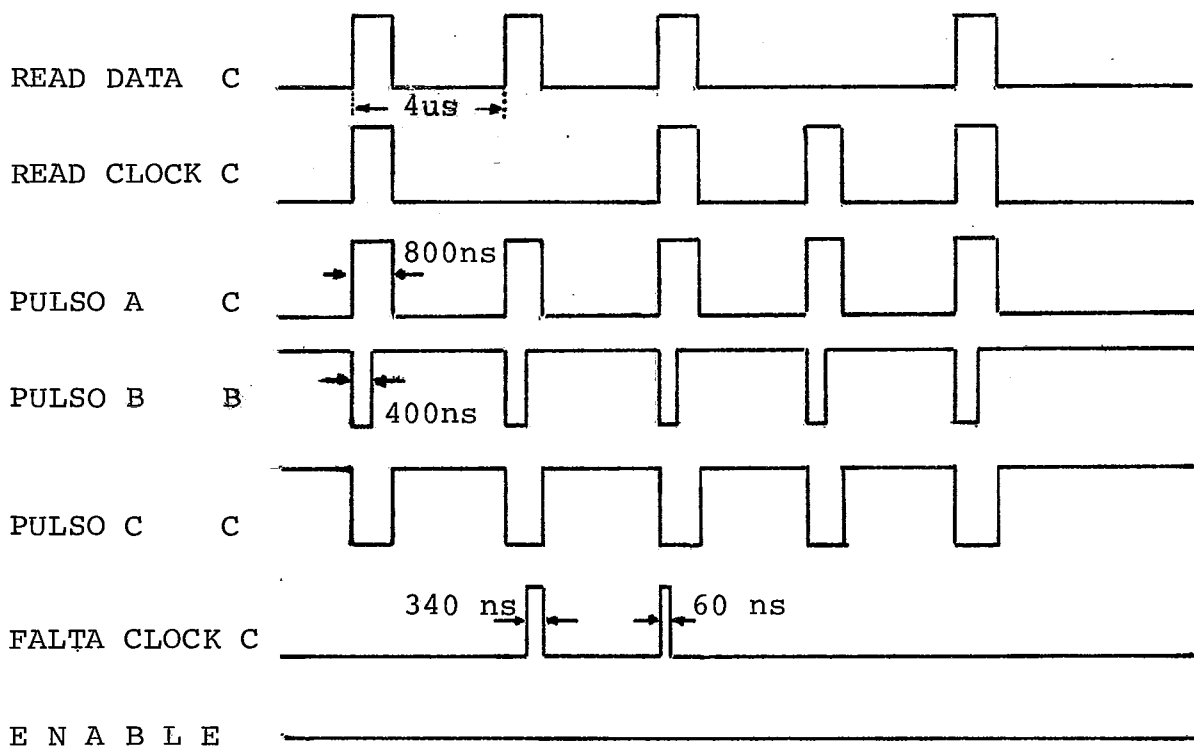 READ DATA C
4us
READ CLOCK C
800ns
PULSO A C
PULSO B B
400ns
PULSO C C
340 ns
60 ns
FALTA CLOCK C
E N A B L E